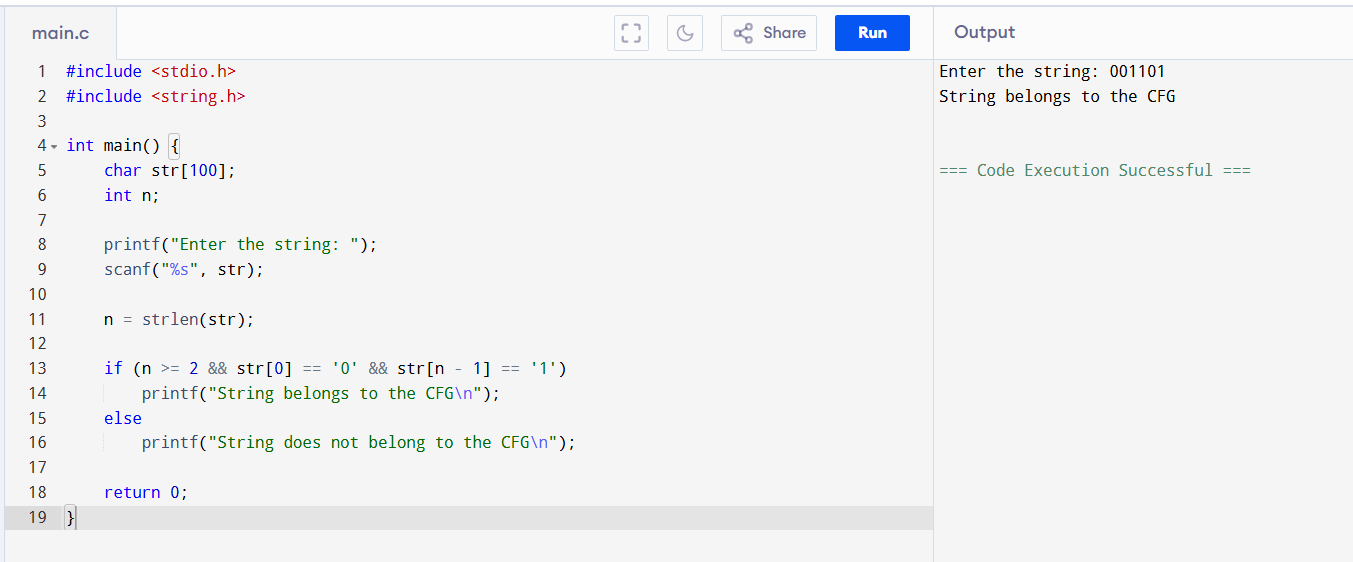 main.c
Share
Run
Output
1 #include <stdio.h>
2 #include <string.h>
3
4 int main() {
5     char str[100];
6     int n;
7
8     printf("Enter the string: ");
9     scanf("%s", str);
10
11     n = strlen(str);
12
13     if (n >= 2 && str[0] == '0' && str[n - 1] == '1')
14         printf("String belongs to the CFG\n");
15     else
16         printf("String does not belong to the CFG\n");
17
18     return 0;
19 }
Enter the string: 001101
String belongs to the CFG
=== Code Execution Successful ===